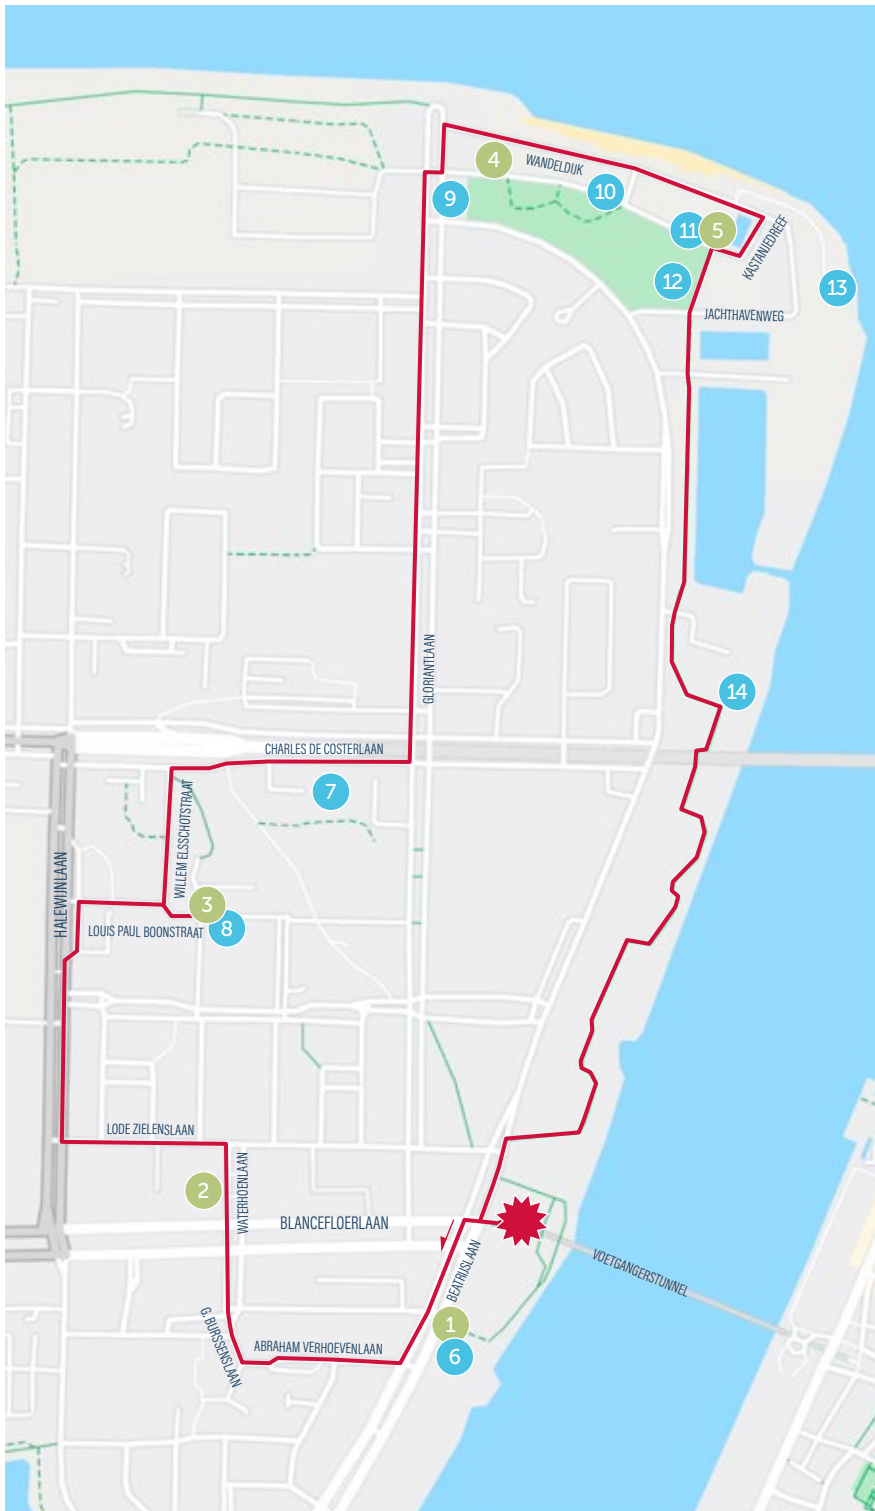 4
WANDELDIJK
9
10
11
5
KASTANJEDREEF
12
13
JACHTHAVENWEG
GLORIANTLAAN
14
CHARLES DE COSTERLAAN
7
WILLEM ELSSCHOTSTRAAT
HALEWIJNLAAN
3
LOUIS PAUL BOONSTRAAT
8
LODE ZIELENSLAAN
2
WATERHOENLAAN
BLANCEFLOERLAAN
BEATRIJSLAAN
VOETGANGERSTUNNEL
G. BURSSENSLAAN
1
ABRAHAM VERHOEVENLAAN
6